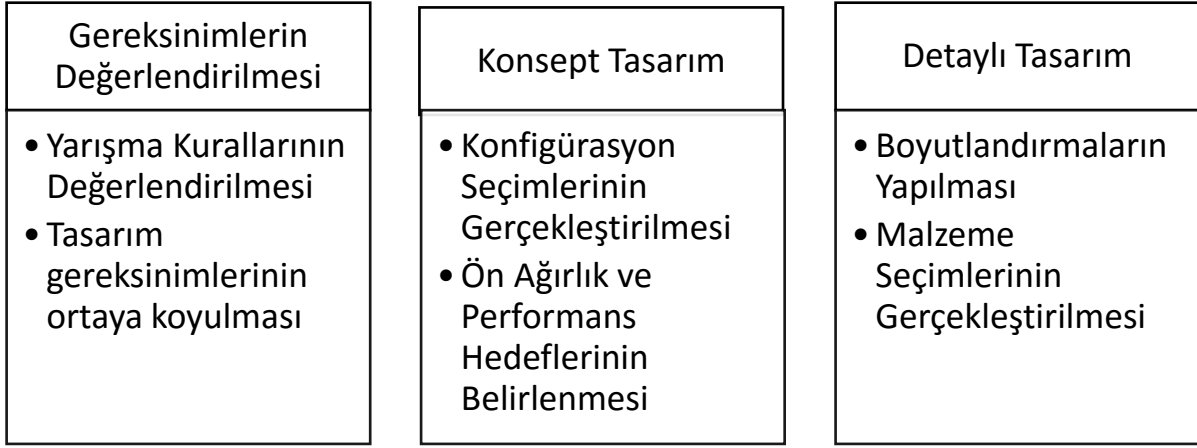 Gereksinimlerin
Değerlendirilmesi
• Yarışma Kurallarının
Değerlendirilmesi
• Tasarım
gereksinimlerinin
ortaya koyulması
Konsept Tasarım
• Konfigürasyon
Seçimlerinin
Gerçekleştirilmesi
• Ön Ağırlık ve
Performans
Hedeflerinin
Belirlenmesi
Detaylı Tasarım
• Boyutlandırmaların
Yapılması
• Malzeme
Seçimlerinin
Gerçekleştirilmesi